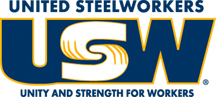 UNITED STEELWORKERS
USW®
UNITY AND STRENGTH FOR WORKERS